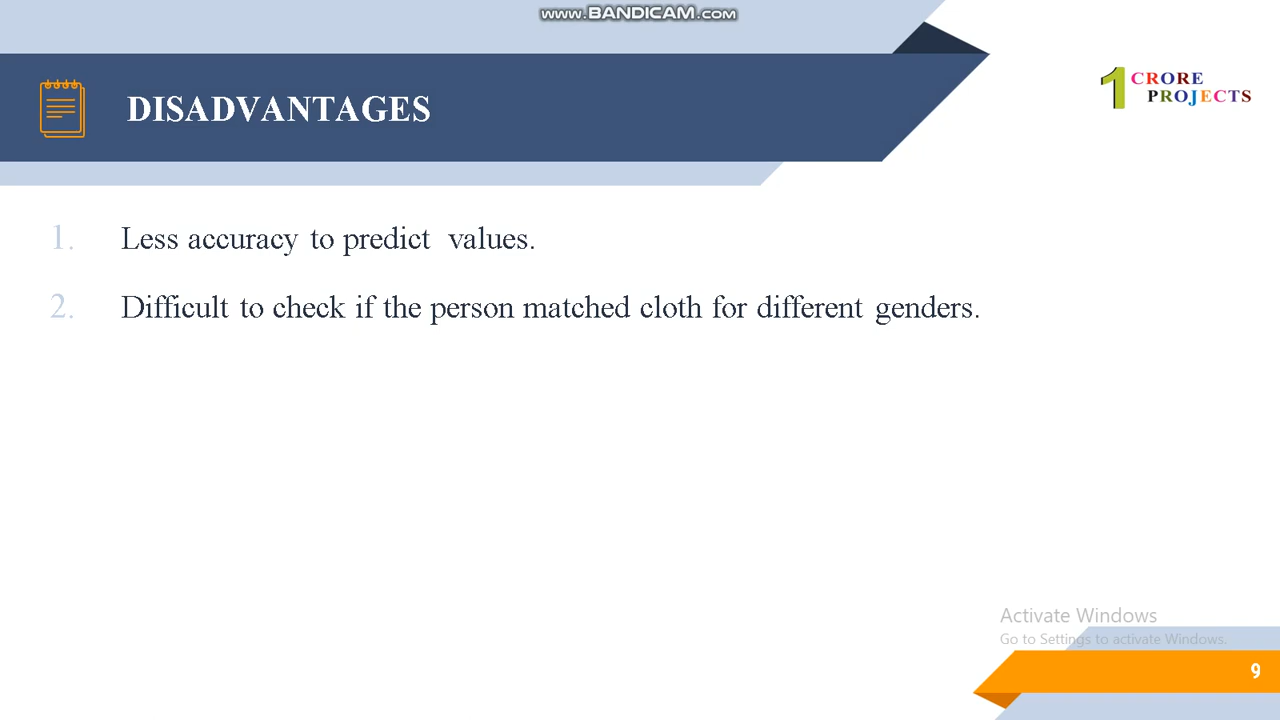 www.BANDICAM.com
DISADVANTAGES
1 CRORE
PROJECTS
1. Less accuracy to predict values.
2. Difficult to check if the person matched cloth for different genders.
Activate Windows
Go to Settings to activate Windows.
9